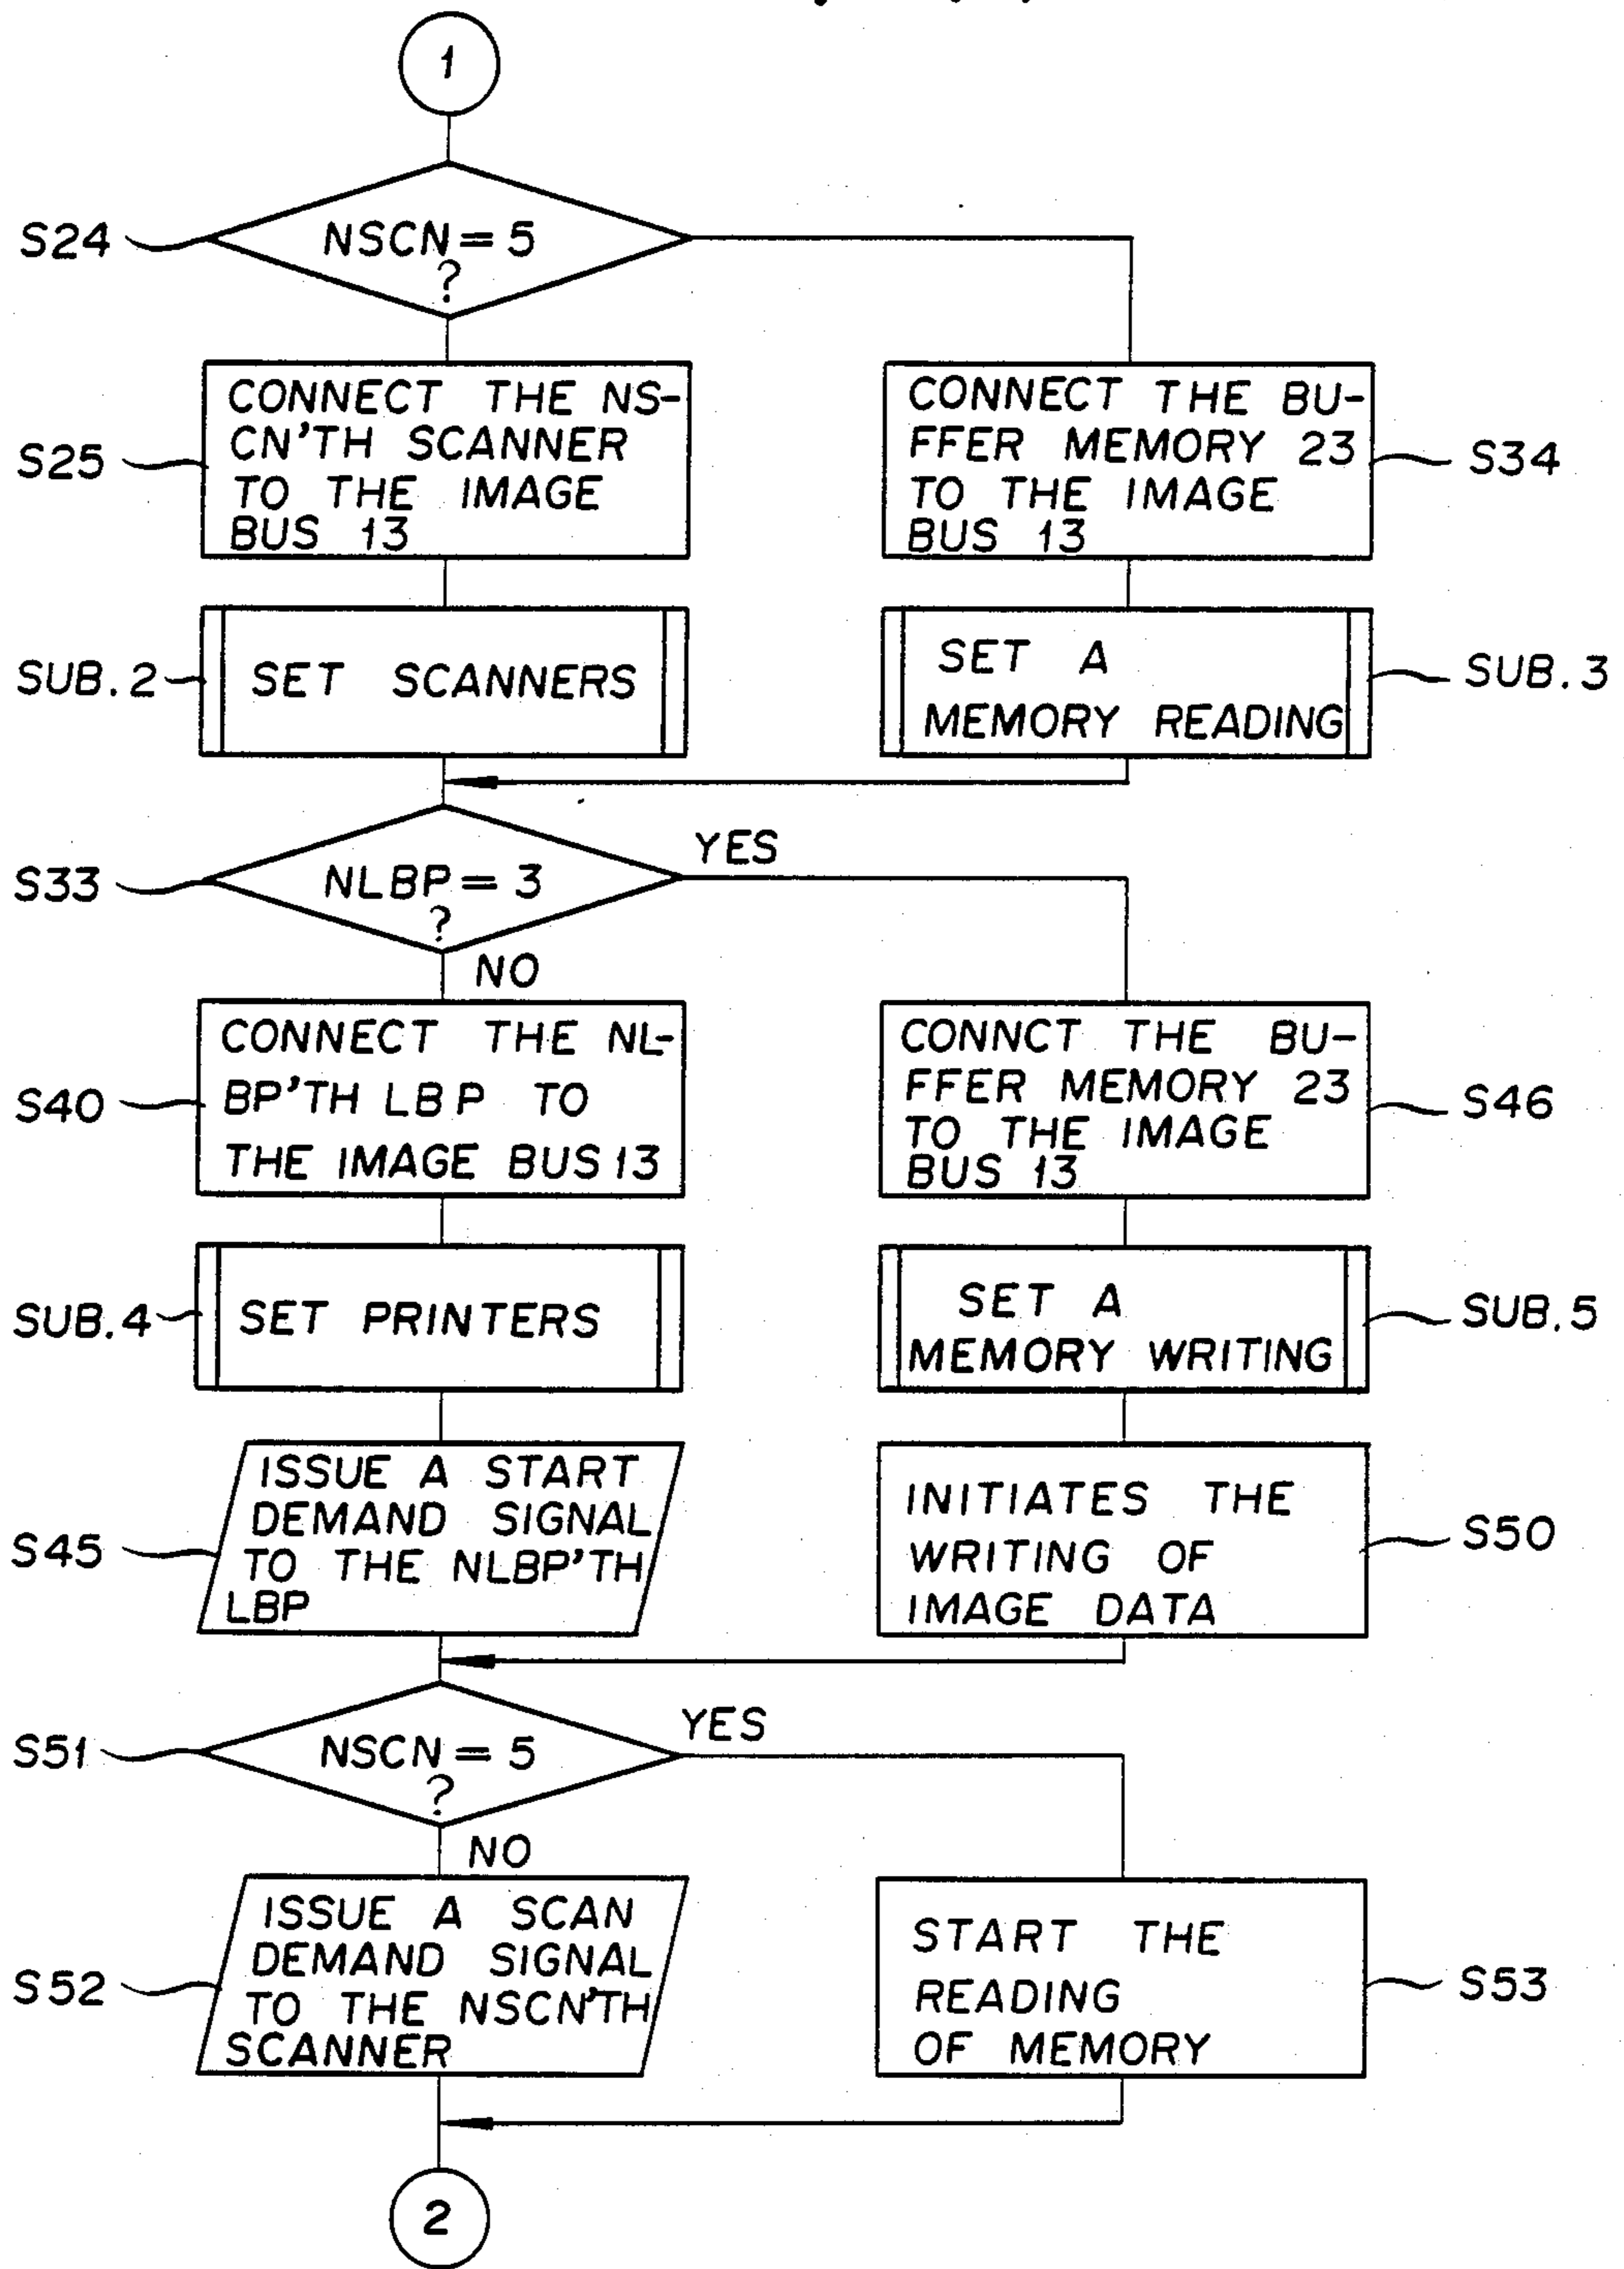 1
S24
NSCN = 5
?
S25
CONNECT THE NS-
CN'TH SCANNER
TO THE IMAGE
BUS 13
CONNECT THE BU-
FFER MEMORY 23
TO THE IMAGE
BUS 13
S34
SUB. 2
SET SCANNERS
SET A
MEMORY READING
SUB. 3
S33
NLBP = 3
?
YES
NO
S40
CONNECT THE NL-
BP'TH LBP TO
THE IMAGE BUS 13
CONNCT THE BU-
FFER MEMORY 23
TO THE IMAGE
BUS 13
S46
SUB. 4
SET PRINTERS
SET A
MEMORY WRITING
SUB. 5
S45
ISSUE A START
DEMAND SIGNAL
TO THE NLBP'TH
LBP
INITIATES THE
WRITING OF
IMAGE DATA
S50
S51
NSCN = 5
?
YES
NO
S52
ISSUE A SCAN
DEMAND SIGNAL
TO THE NSCN'TH
SCANNER
START THE
READING
OF MEMORY
S53
2